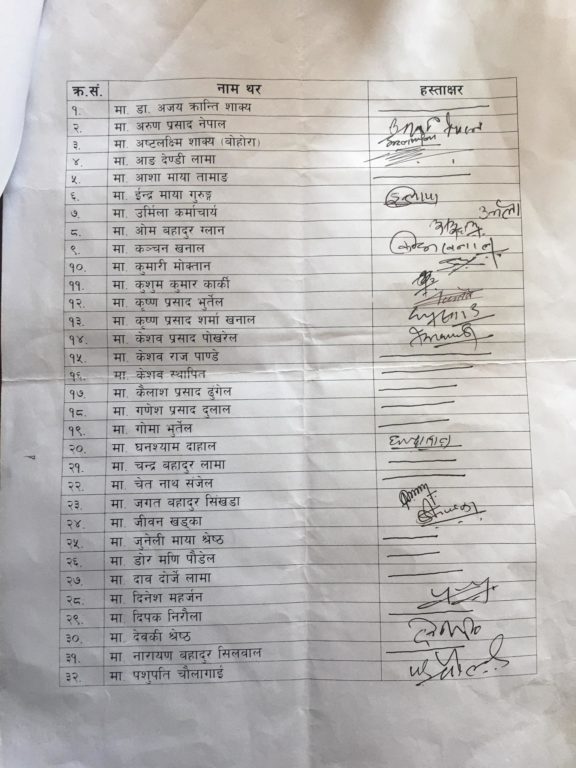 क्र.सं. नाम थर हस्ताक्षर
१. मा. डा. अजय क्रान्ति शाक्य
२. मा. अरुण प्रसाद नेपाल
३. मा. अष्टलक्ष्मि शाक्य (बोहोरा)
४. मा. आङ देण्डी लामा
५. मा. आशा माया तामाङ
६. मा. ईन्द्र माया गुरुङ्ग
७. मा. उर्मिला कर्माचार्य उर्मिला
८. मा. ओम बहादुर ग्लान
९. मा. कञ्चन खनाल
१०. मा. कुमारी मोक्तान
११. मा. कुशुम कुमार कार्की
१२. मा. कृष्ण प्रसाद भुर्तेल
१३. मा. कृष्ण प्रसाद शर्मा खनाल
१४. मा. केशव प्रसाद पोखरेल
१५. मा. केशव राज पाण्डे
१६. मा. केशव स्थापित
१७. मा. कैलाश प्रसाद ढुंगेल
१८. मा. गणेश प्रसाद दुलाल
१९. मा. गोमा भुर्तेल
२०. मा. घनश्याम दाहाल
२१. मा. चन्द्र बहादुर लामा
२२. मा. चेत नाथ संजेल
२३. मा. जगत बहादुर सिंखडा
२४. मा. जीवन खड्का
२५. मा. जुनेली माया श्रेष्ठ
२६. मा. डोर मणि पौडेल
२७. मा. दाव दोर्जे लामा
२८. मा. दिनेश महर्जन
२९. मा. दिपक निरौला
३०. मा. देवकी श्रेष्ठ
३१. मा. नारायण बहादुर सिलवाल
३२. मा. पशुपति चौलागाई